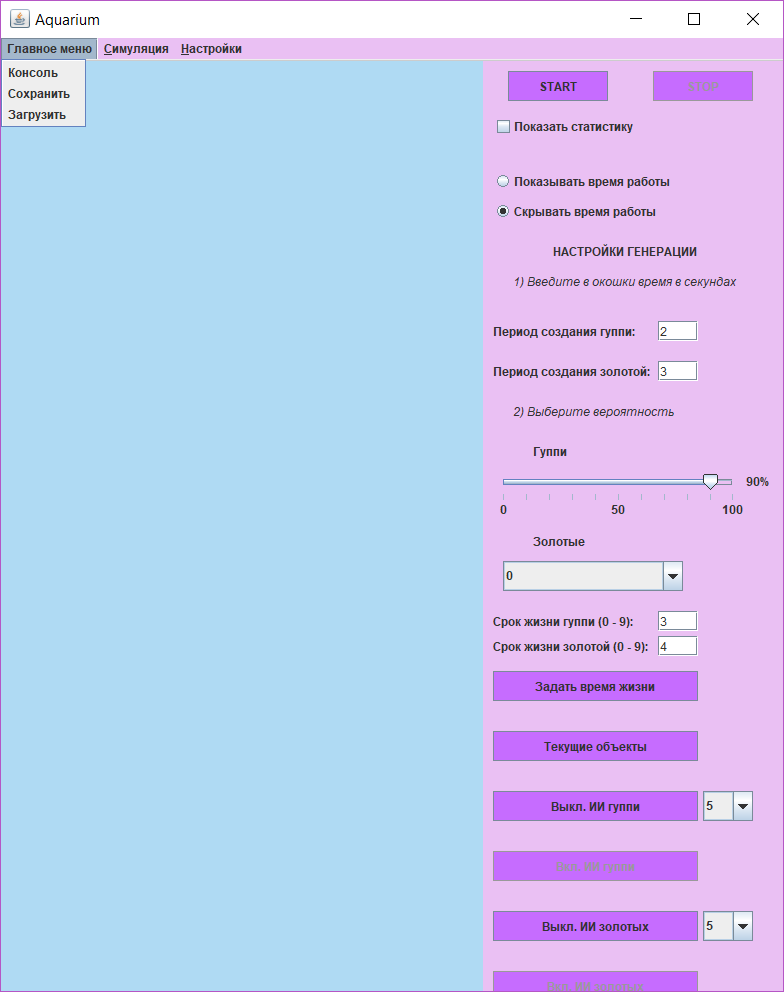 Aquarium
Главное меню Симуляция Настройки
Консоль
Сохранить
Загрузить
START STOP
Показать статистику
Показывать время работы
Скрывать время работы
НАСТРОЙКИ ГЕНЕРАЦИИ
1) Введите в окошки время в секундах
Период создания гуппи: 2
Период создания золотой: 3
2) Выберите вероятность
Гуппи
90%
0 50 100
Золотые
0
Срок жизни гуппи (0 - 9): 3
Срок жизни золотой (0 - 9): 4
Задать время жизни
Текущие объекты
Выкл. ИИ гуппи 5
Вкл. ИИ гуппи
Выкл. ИИ золотых 5
Вкл. ИИ золотых